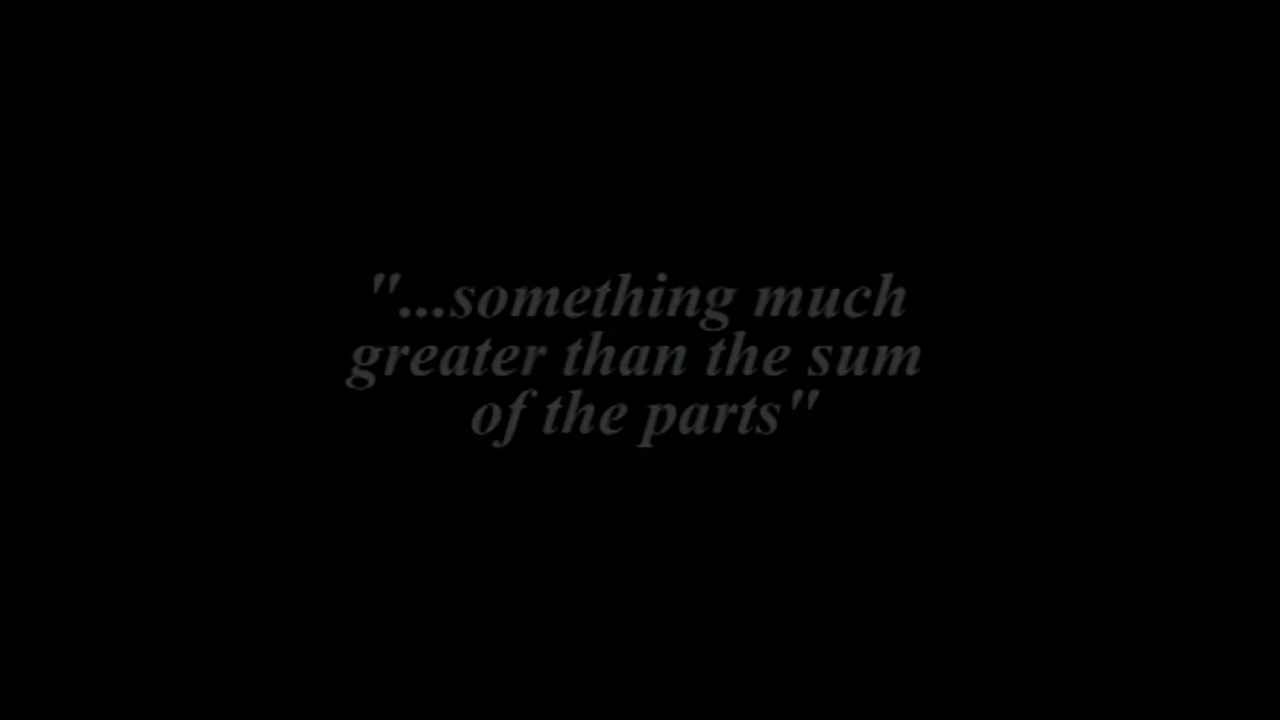 "...something much
greater than the sum
of the parts"